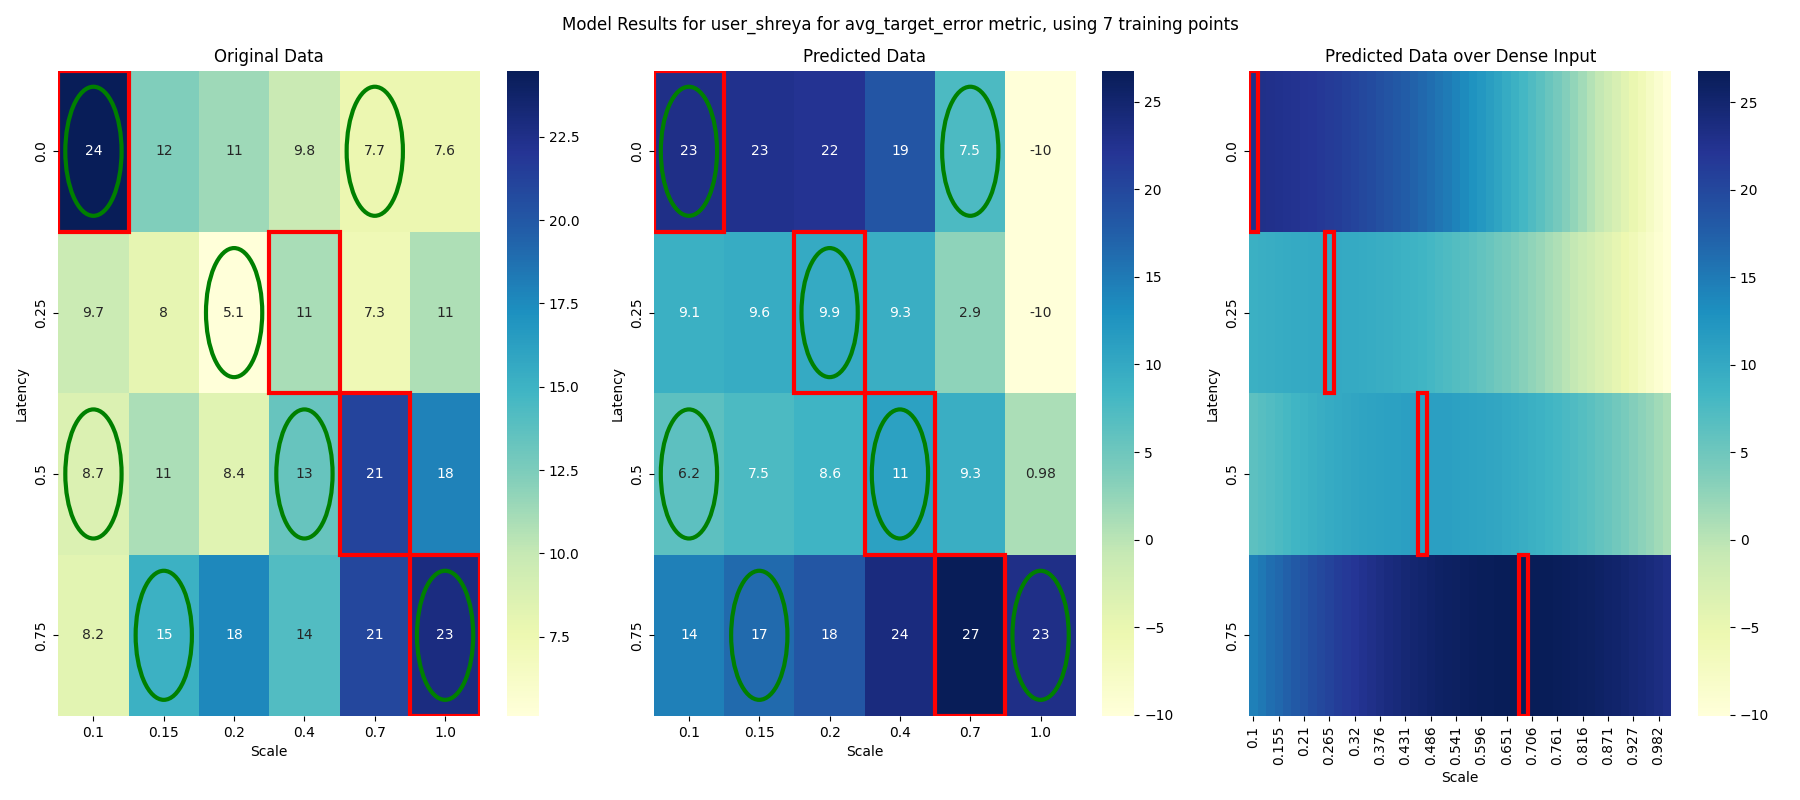 Model Results for user_shreya for avg_target_error metric, using 7 training points
Original Data
Latency
0.0
0.25
0.5
0.75
24 12 11 9.8 7.7 7.6
9.7 8 5.1 11 7.3 11
8.7 11 8.4 13 21 18
8.2 15 18 14 21 23
0.1 0.15 0.2 0.4 0.7 1.0
Scale
22.5
20.0
17.5
15.0
12.5
10.0
7.5
Predicted Data
Latency
0.0
0.25
0.5
0.75
23 23 22 19 7.5 -10
9.1 9.6 9.9 9.3 2.9 -10
6.2 7.5 8.6 11 9.3 0.98
14 17 18 24 27 23
0.1 0.15 0.2 0.4 0.7 1.0
Scale
25
20
15
10
5
0
−5
−10
Predicted Data over Dense Input
Latency
0.0
0.25
0.5
0.75
0.1 0.155 0.21 0.265 0.32 0.376 0.431 0.486 0.541 0.596 0.651 0.706 0.761 0.816 0.871 0.927 0.982
Scale
25
20
15
10
5
0
−5
−10